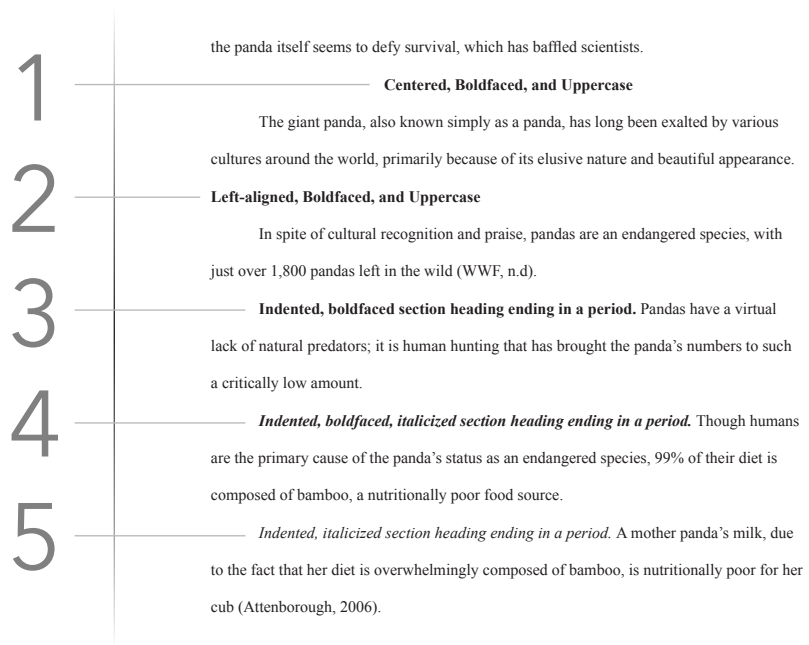 the panda itself seems to defy survival, which has baffled scientists.
1 Centered, Boldfaced, and Uppercase
The giant panda, also known simply as a panda, has long been exalted by various
cultures around the world, primarily because of its elusive nature and beautiful appearance.
2 Left-aligned, Boldfaced, and Uppercase
In spite of cultural recognition and praise, pandas are an endangered species, with
just over 1,800 pandas left in the wild (WWF, n.d).
3 Indented, boldfaced section heading ending in a period. Pandas have a virtual
lack of natural predators; it is human hunting that has brought the panda’s numbers to such
a critically low amount.
4 Indented, boldfaced, italicized section heading ending in a period. Though humans
are the primary cause of the panda’s status as an endangered species, 99% of their diet is
composed of bamboo, a nutritionally poor food source.
5 Indented, italicized section heading ending in a period. A mother panda’s milk, due
to the fact that her diet is overwhelmingly composed of bamboo, is nutritionally poor for her
cub (Attenborough, 2006).